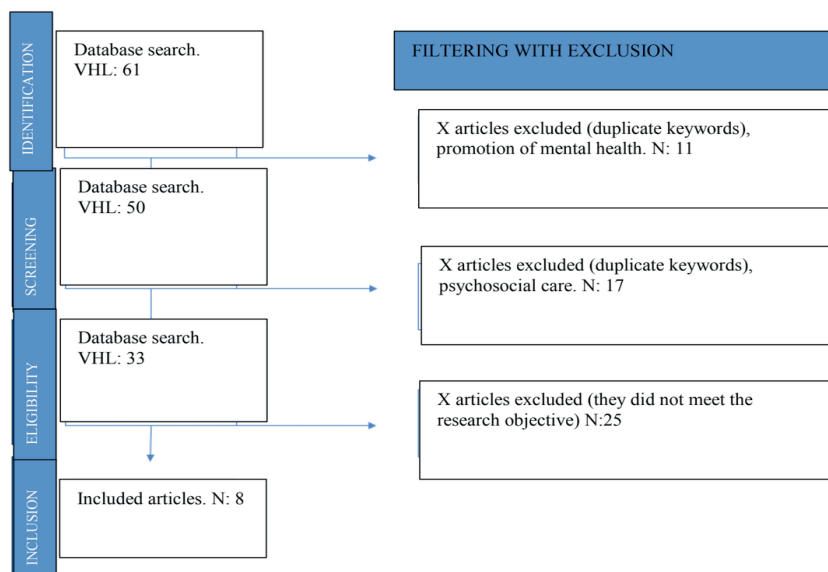 IDENTIFICATION
Database search.
VHL: 61
FILTERING WITH EXCLUSION
X articles excluded (duplicate keywords),
promotion of mental health. N: 11
SCREENING
Database search.
VHL: 50
X articles excluded (duplicate keywords),
psychosocial care. N: 17
ELIGIBILITY
Database search.
VHL: 33
X articles excluded (they did not meet the
research objective) N:25
INCLUSION
Included articles. N: 8